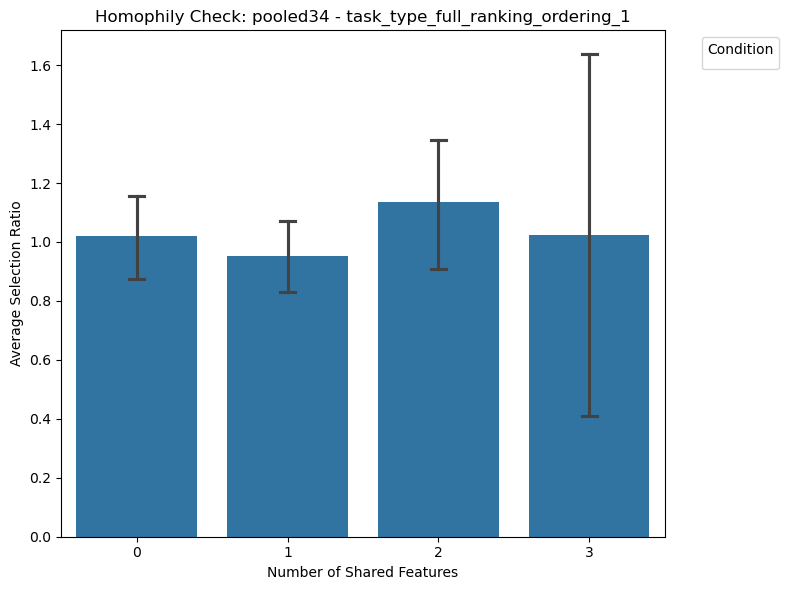 Homophily Check: pooled34 - task_type_full_ranking_ordering_1
Condition
1.6
1.4
1.2
1.0
0.8
0.6
0.4
0.2
0.0
Average Selection Ratio
0 1 2 3
Number of Shared Features